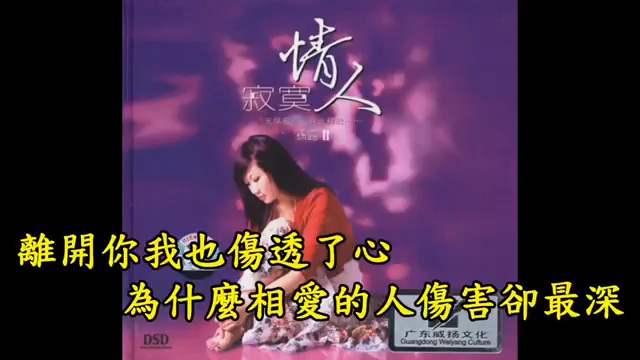 情人
寂寞
II
離開你我也傷透了心
為什麼相愛的人傷害卻最深
DSD
广东威扬文化
Guangdong Weiyang Culture